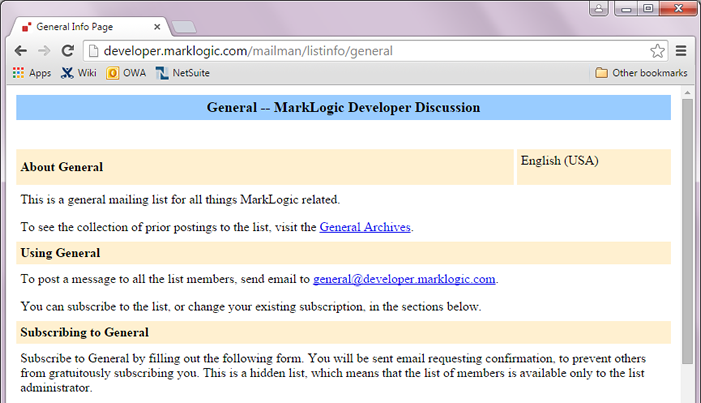 General Info Page
developer.marklogic.com/mailman/listinfo/general
Apps Wiki OWA NetSuite Other bookmarks
General -- MarkLogic Developer Discussion
About General English (USA)
This is a general mailing list for all things MarkLogic related.
To see the collection of prior postings to the list, visit the General Archives.
Using General
To post a message to all the list members, send email to general@developer.marklogic.com.
You can subscribe to the list, or change your existing subscription, in the sections below.
Subscribing to General
Subscribe to General by filling out the following form. You will be sent email requesting confirmation, to prevent others
from gratuitously subscribing you. This is a hidden list, which means that the list of members is available only to the list
administrator.